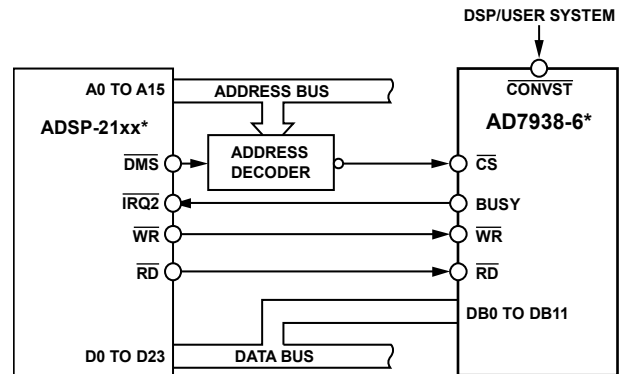 DSP/USER SYSTEM
A0 TO A15
ADDRESS BUS
CONVST
ADSP-21xx*
AD7938-6*
DMS
ADDRESS
DECODER
CS
IRQ2
BUSY
WR
WR
RD
RD
DB0 TO DB11
D0 TO D23
DATA BUS